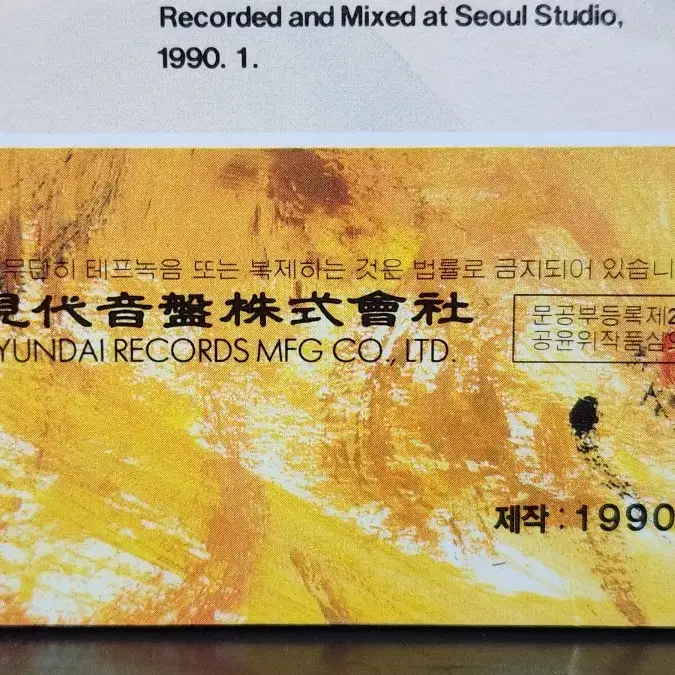 Recorded and Mixed at Seoul Studio,
1990. 1.
무단히 테프녹음 또는 복제하는 것은 법률로 금지되어 있습니
現代音盤株式會社
YUNDAI RECORDS MFG CO., LTD.
문공부등록제2
공윤위작품심의
제작 : 1990